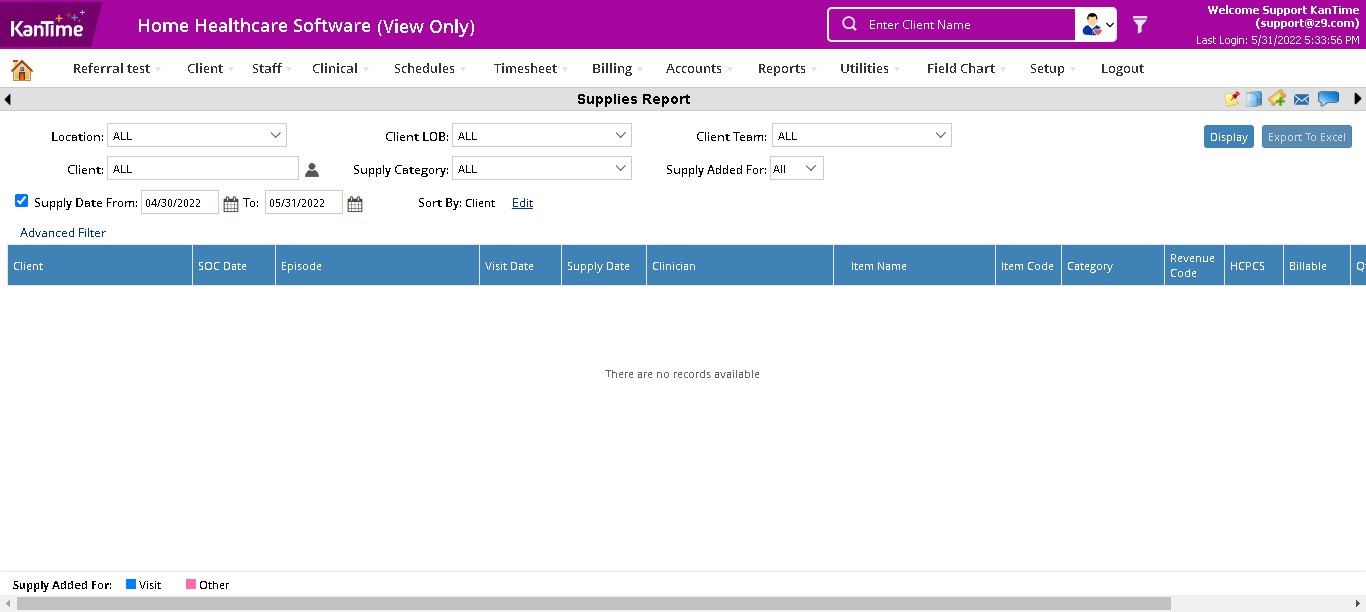 KanTime
Home Healthcare Software (View Only)
Enter Client Name
Welcome Support KanTime
(support@z9.com)
Last Login: 5/31/2022 5:33:56 PM
Referral test Client Staff Clinical Schedules Timesheet Billing Accounts Reports Utilities Field Chart Setup Logout
Supplies Report
Location: ALL Client LOB: ALL Client Team: ALL Display Export To Excel
Client: ALL Supply Category: ALL Supply Added For: All
Supply Date From: 04/30/2022 To: 05/31/2022 Sort By: Client Edit
Advanced Filter
Client SOC Date Episode Visit Date Supply Date Clinician Item Name Item Code Category Revenue Code HCPCS Billable
There are no records available
Supply Added For: Visit Other